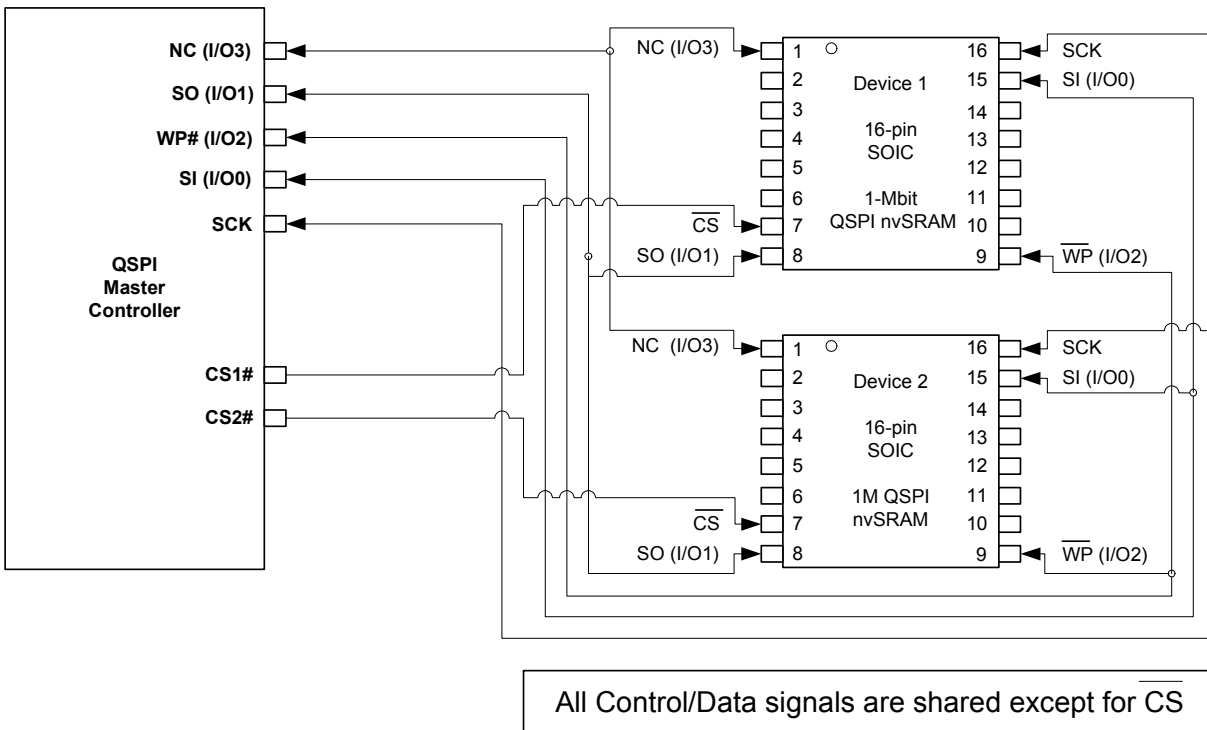 NC (I/O3)
SO (I/O1)
WP# (I/O2)
SI (I/O0)
SCK
QSPI
Master
Controller
CS1#
CS2#
NC (I/O3)
CS
SO (I/O1)
1
2
3
4
5
6
7
8
Device 1
16-pin
SOIC
1-Mbit
QSPI nvSRAM
16
15
14
13
12
11
10
9
SCK
SI (I/O0)
WP (I/O2)
NC (I/O3)
CS
SO (I/O1)
1
2
3
4
5
6
7
8
Device 2
16-pin
SOIC
1M QSPI
nvSRAM
16
15
14
13
12
11
10
9
SCK
SI (I/O0)
WP (I/O2)
All Control/Data signals are shared except for CS